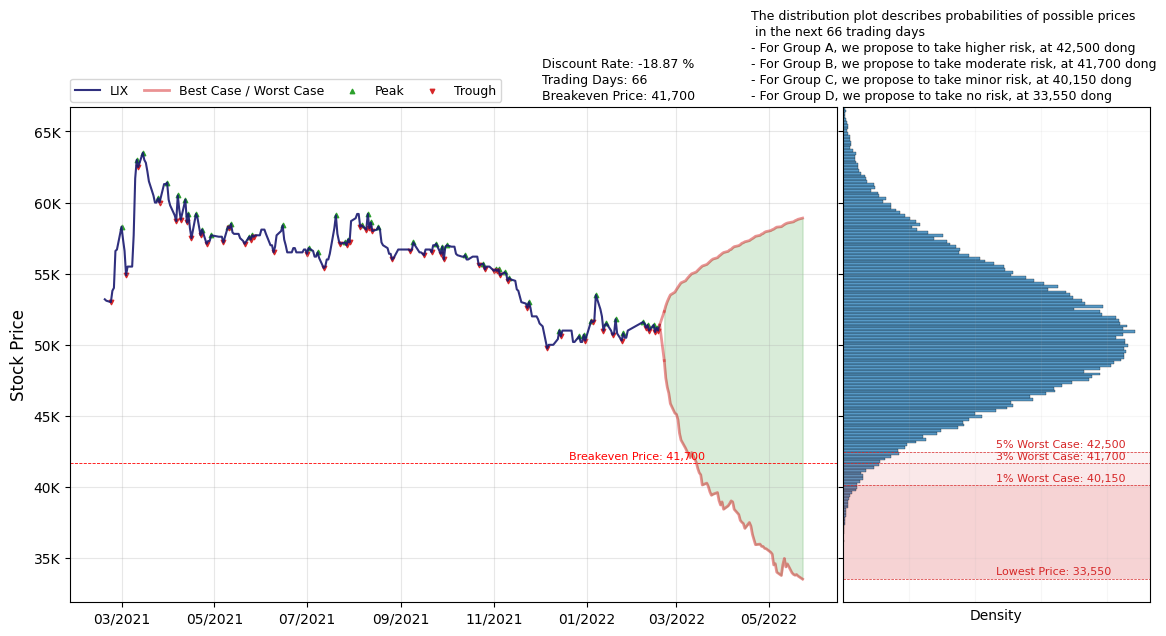 The distribution plot describes probabilities of possible prices
in the next 66 trading days
- For Group A, we propose to take higher risk, at 42,500 dong
- For Group B, we propose to take moderate risk, at 41,700 dong
- For Group C, we propose to take minor risk, at 40,150 dong
- For Group D, we propose to take no risk, at 33,550 dong
Discount Rate: -18.87 %
Trading Days: 66
Breakeven Price: 41,700
LIX Best Case / Worst Case Peak Trough
Stock Price
65K
60K
55K
50K
45K
40K
35K
Breakeven Price: 41,700
5% Worst Case: 42,500
3% Worst Case: 41,700
1% Worst Case: 40,150
Lowest Price: 33,550
03/2021 05/2021 07/2021 09/2021 11/2021 01/2022 03/2022 05/2022
Density